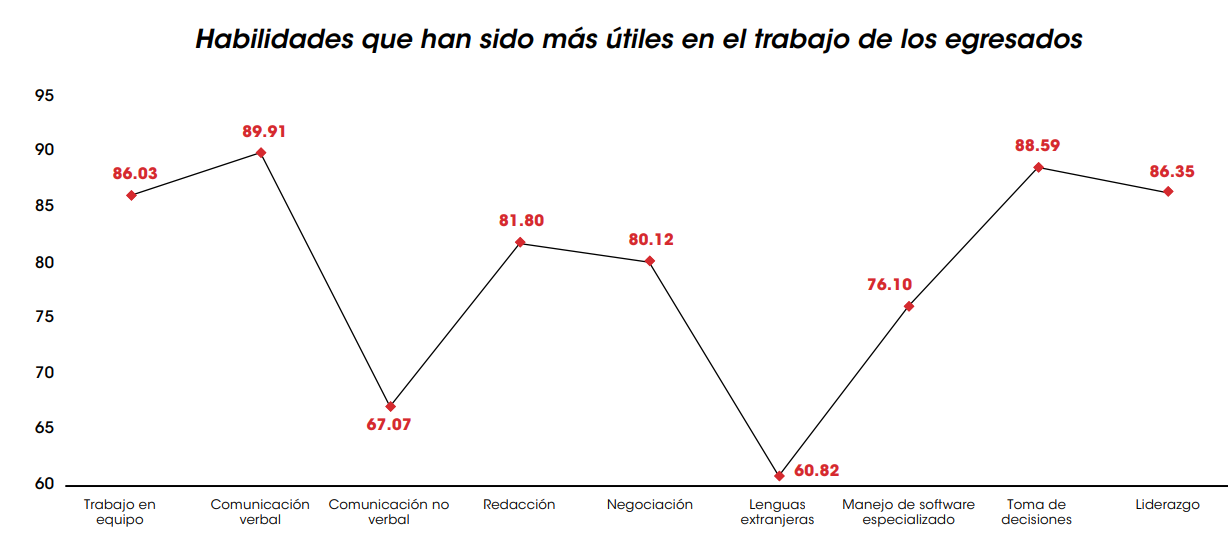 Habilidades que han sido más útiles en el trabajo de los egresados
95
90
85
80
75
70
65
60
86.03
89.91
67.07
81.80
80.12
60.82
76.10
88.59
86.35
Trabajo en
equipo
Comunicación
verbal
Comunicación no
verbal
Redacción
Negociación
Lenguas
extranjeras
Manejo de software
especializado
Toma de
decisiones
Liderazgo